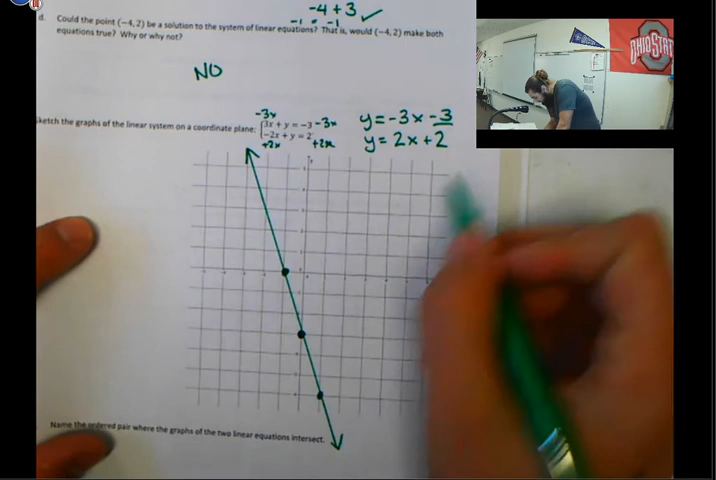 -4+3 ✓
-1 = -1
d. Could the point (−4, 2) be a solution to the system of linear equations? That is, would (−4, 2) make both
equations true? Why or why not?
NO
ketch the graphs of the linear system on a coordinate plane: { 3x + y = −3
−2x + y = 2
-3x -3x
+2x +2x
y=-3x-3
y=2x+2
Name the ordered pair where the graphs of the two linear equations intersect.
OHIO STAT